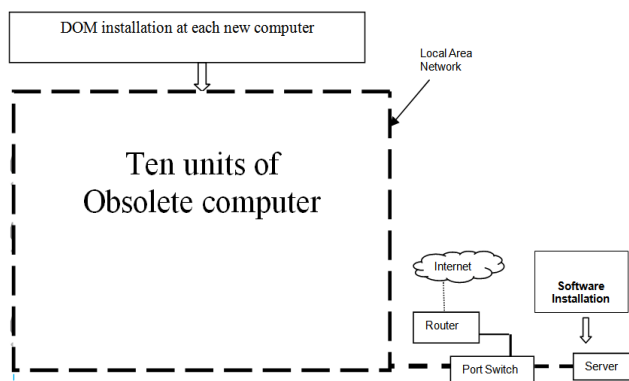 DOM installation at each new computer
Local Area
Network
Ten units of
Obsolete computer
Internet
Software
Installation
Router
Port Switch
Server